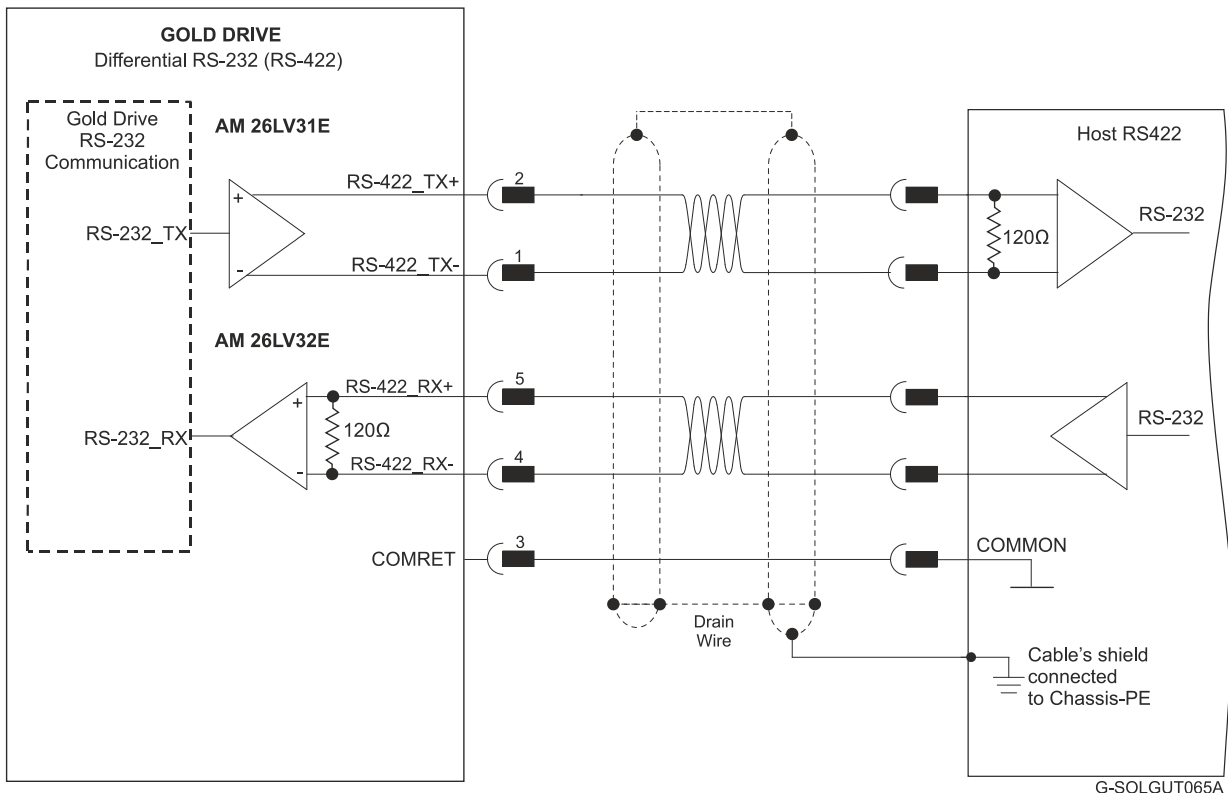 GOLD DRIVE
Differential RS-232 (RS-422)
Gold Drive
RS-232
Communication
AM 26LV31E
RS-232_TX
+
-
RS-422_TX+
2
RS-422_TX-
1
AM 26LV32E
RS-232_RX
+
-
120Ω
RS-422_RX+
5
RS-422_RX-
4
COMRET
3
Drain
Wire
Host RS422
120Ω
RS-232
RS-232
COMMON
Cable's shield
connected
to Chassis-PE
G-SOLGUT065A